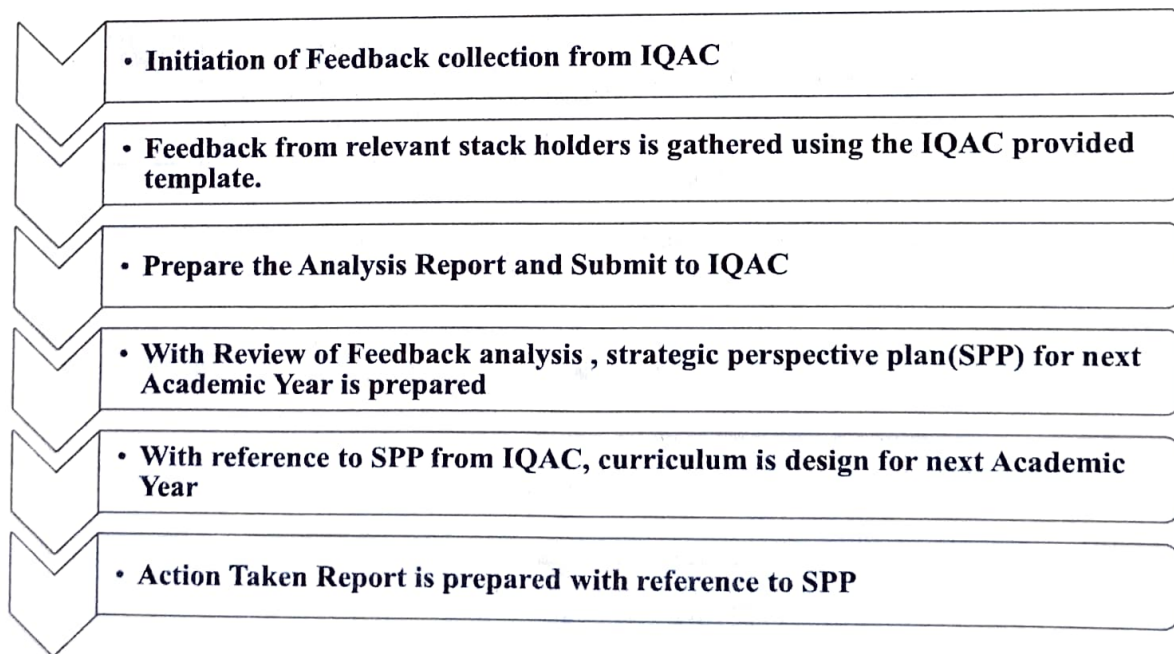 • Initiation of Feedback collection from IQAC
• Feedback from relevant stack holders is gathered using the IQAC provided
template.
• Prepare the Analysis Report and Submit to IQAC
• With Review of Feedback analysis , strategic perspective plan(SPP) for next
Academic Year is prepared
• With reference to SPP from IQAC, curriculum is design for next Academic
Year
• Action Taken Report is prepared with reference to SPP